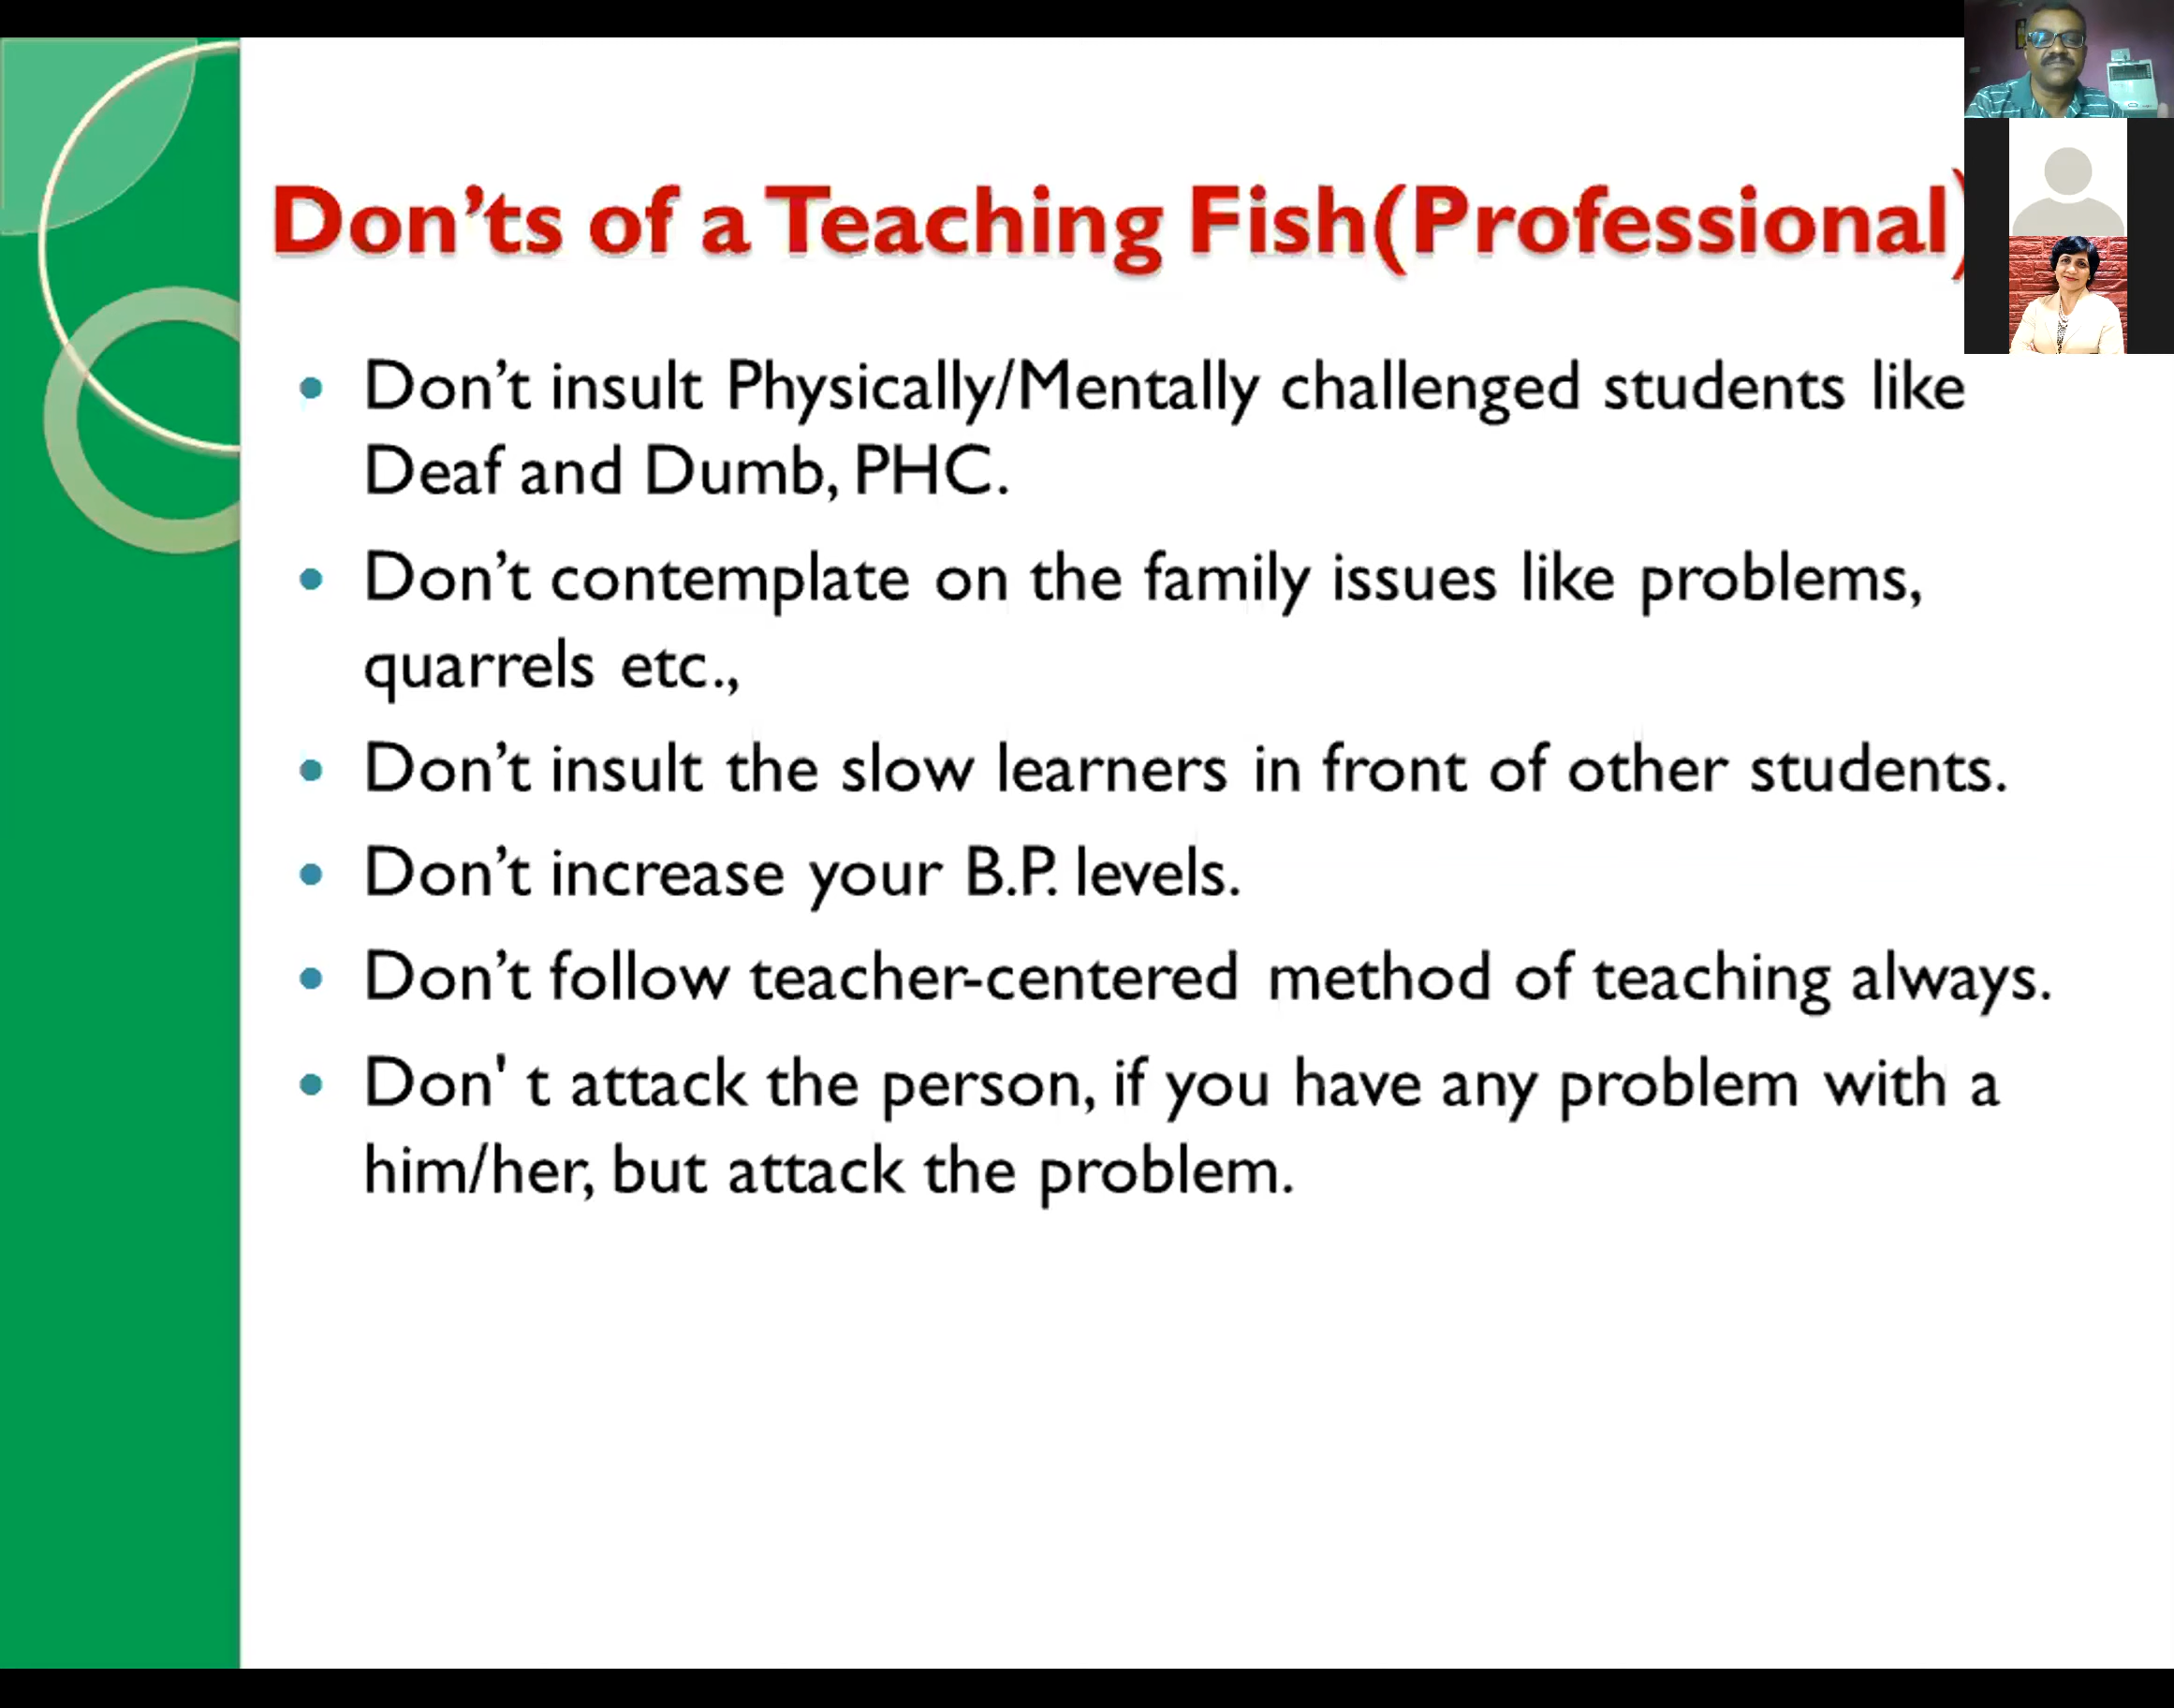 Don’ts of a Teaching Fish(Professional)
Don’t insult Physically/Mentally challenged students like
Deaf and Dumb, PHC.
Don’t contemplate on the family issues like problems,
quarrels etc.,
Don’t insult the slow learners in front of other students.
Don’t increase your B.P. levels.
Don’t follow teacher-centered method of teaching always.
Don' t attack the person, if you have any problem with a
him/her, but attack the problem.